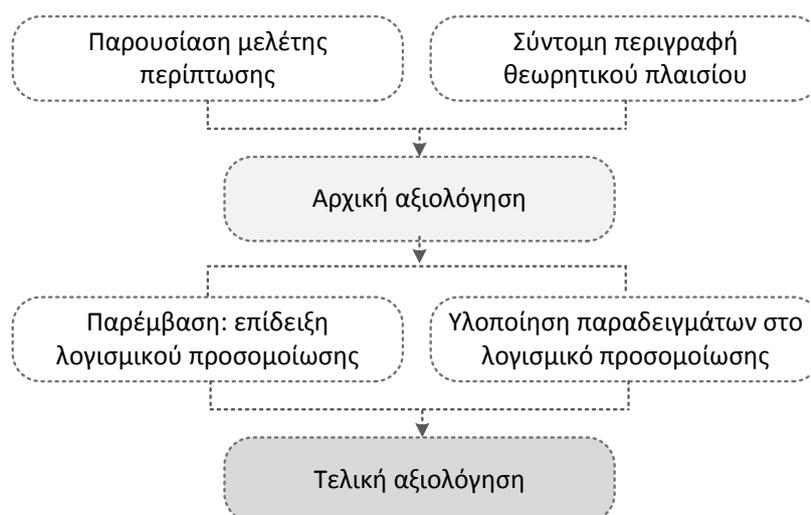 Παρουσίαση μελέτης
περίπτωσης
Σύντομη περιγραφή
θεωρητικού πλαισίου
Αρχική αξιολόγηση
Παρέμβαση: επίδειξη
λογισμικού προσομοίωσης
Υλοποίηση παραδειγμάτων στο
λογισμικό προσομοίωσης
Τελική αξιολόγηση